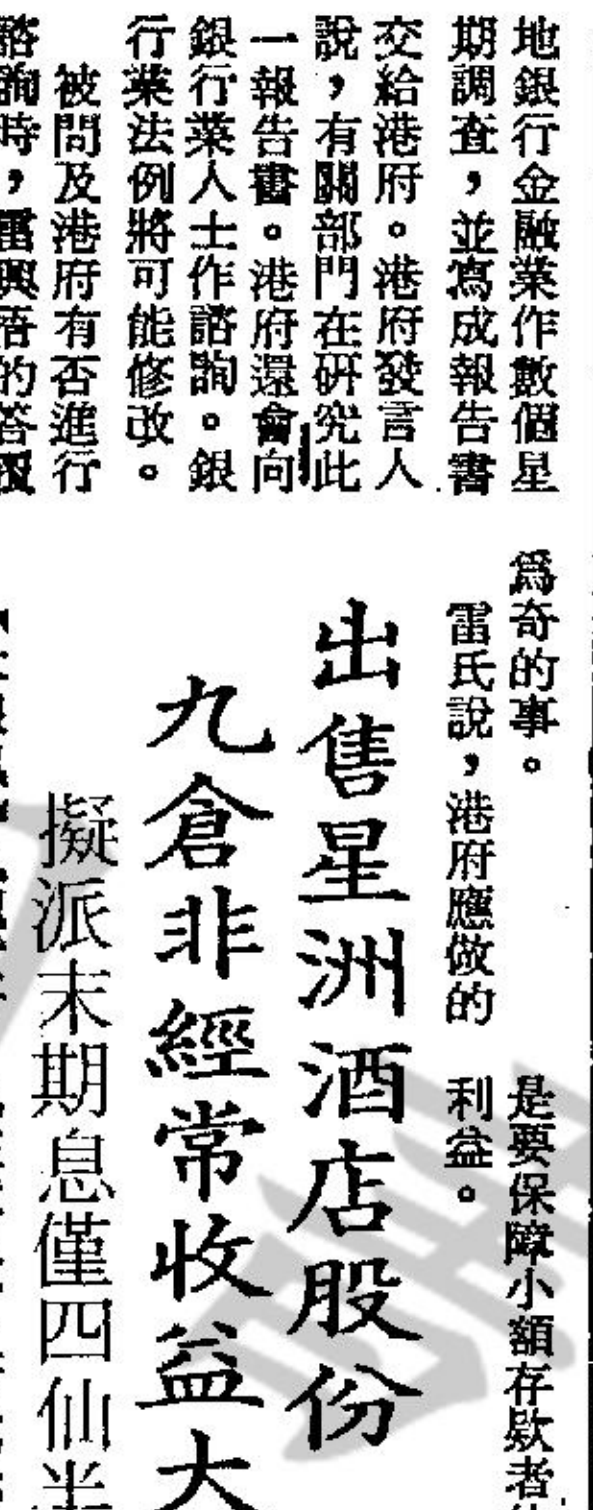 地銀行金融業作數個星
期調查，並寫成報告書
交給港府。港府發言人
說，有關部門在研究此
一報告書。港府還會向
銀行業人士作諮詢。銀
行業法例將可能修改。
被問及港府有否進行
諮詢時，雷興悟的答覆
爲奇的事。
雷氏說，港府應做的
是要保障小額存欵者
利益。
出售星洲酒店股份
九倉非經常收益大
擬派末期息僅四仙半